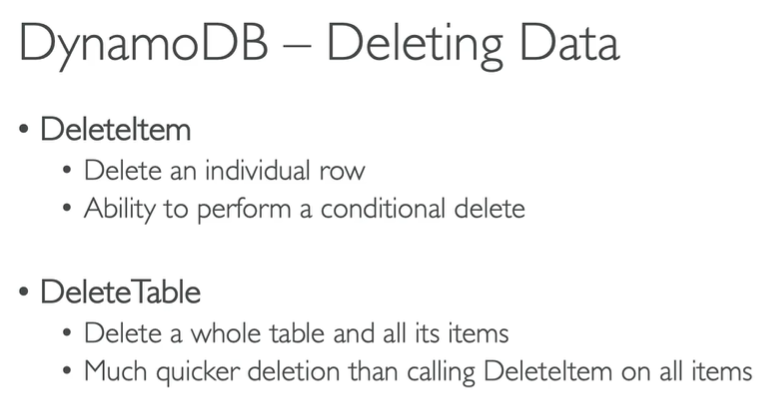 DynamoDB – Deleting Data
• DeleteItem
• Delete an individual row
• Ability to perform a conditional delete
• DeleteTable
• Delete a whole table and all its items
• Much quicker deletion than calling DeleteItem on all items